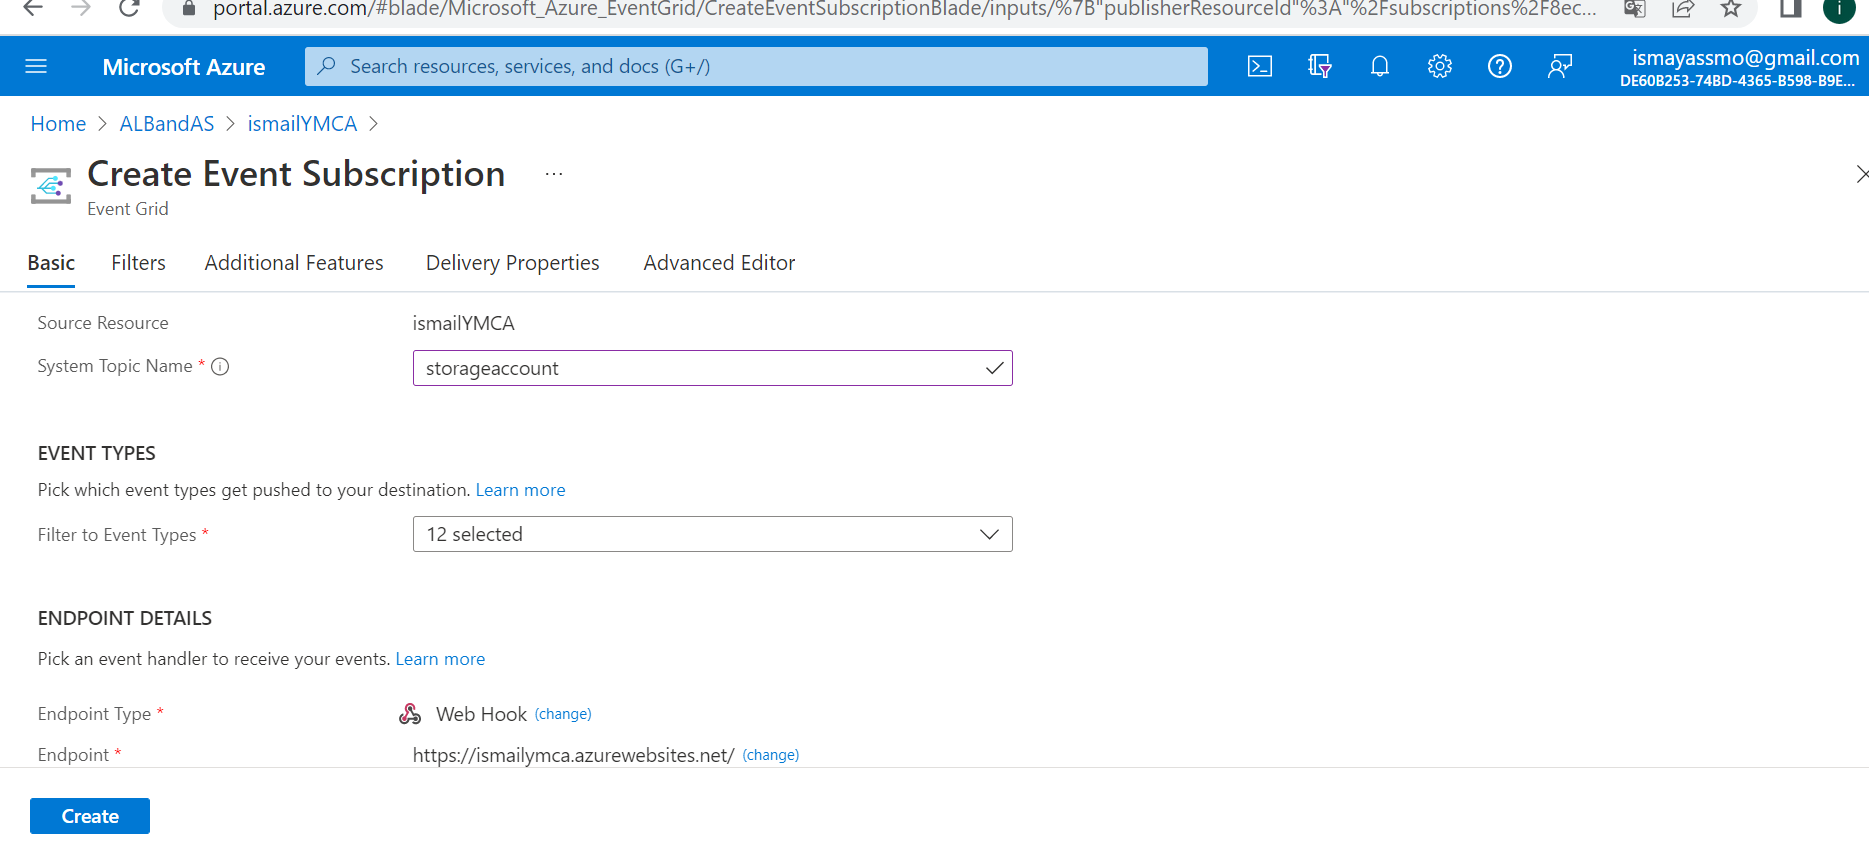 portal.azure.com/#blade/Microsoft_Azure_EventGrid/CreateEventSubscriptionBlade/inputs/%7B"publisherResourceId"%3A"%2Fsubscriptions%2F8ec...
i
Microsoft Azure
Search resources, services, and docs (G+/)
ismayassmo@gmail.com
DE60B253-74BD-4365-B598-B9E...
Home > ALBandAS > ismailYMCA >
Create Event Subscription ...
Event Grid
Basic Filters Additional Features Delivery Properties Advanced Editor
Source Resource ismailYMCA
System Topic Name * storageaccount
EVENT TYPES
Pick which event types get pushed to your destination. Learn more
Filter to Event Types * 12 selected
ENDPOINT DETAILS
Pick an event handler to receive your events. Learn more
Endpoint Type * Web Hook (change)
Endpoint * https://ismailymca.azurewebsites.net/ (change)
Create